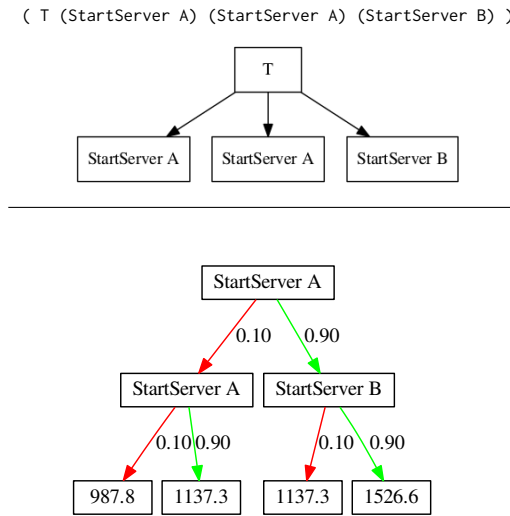 ( T (StartServer A) (StartServer A) (StartServer B) )
T
StartServer A StartServer A StartServer B
StartServer A
0.10 0.90
StartServer A StartServer B
0.10 0.90 0.10 0.90
987.8 1137.3 1137.3 1526.6